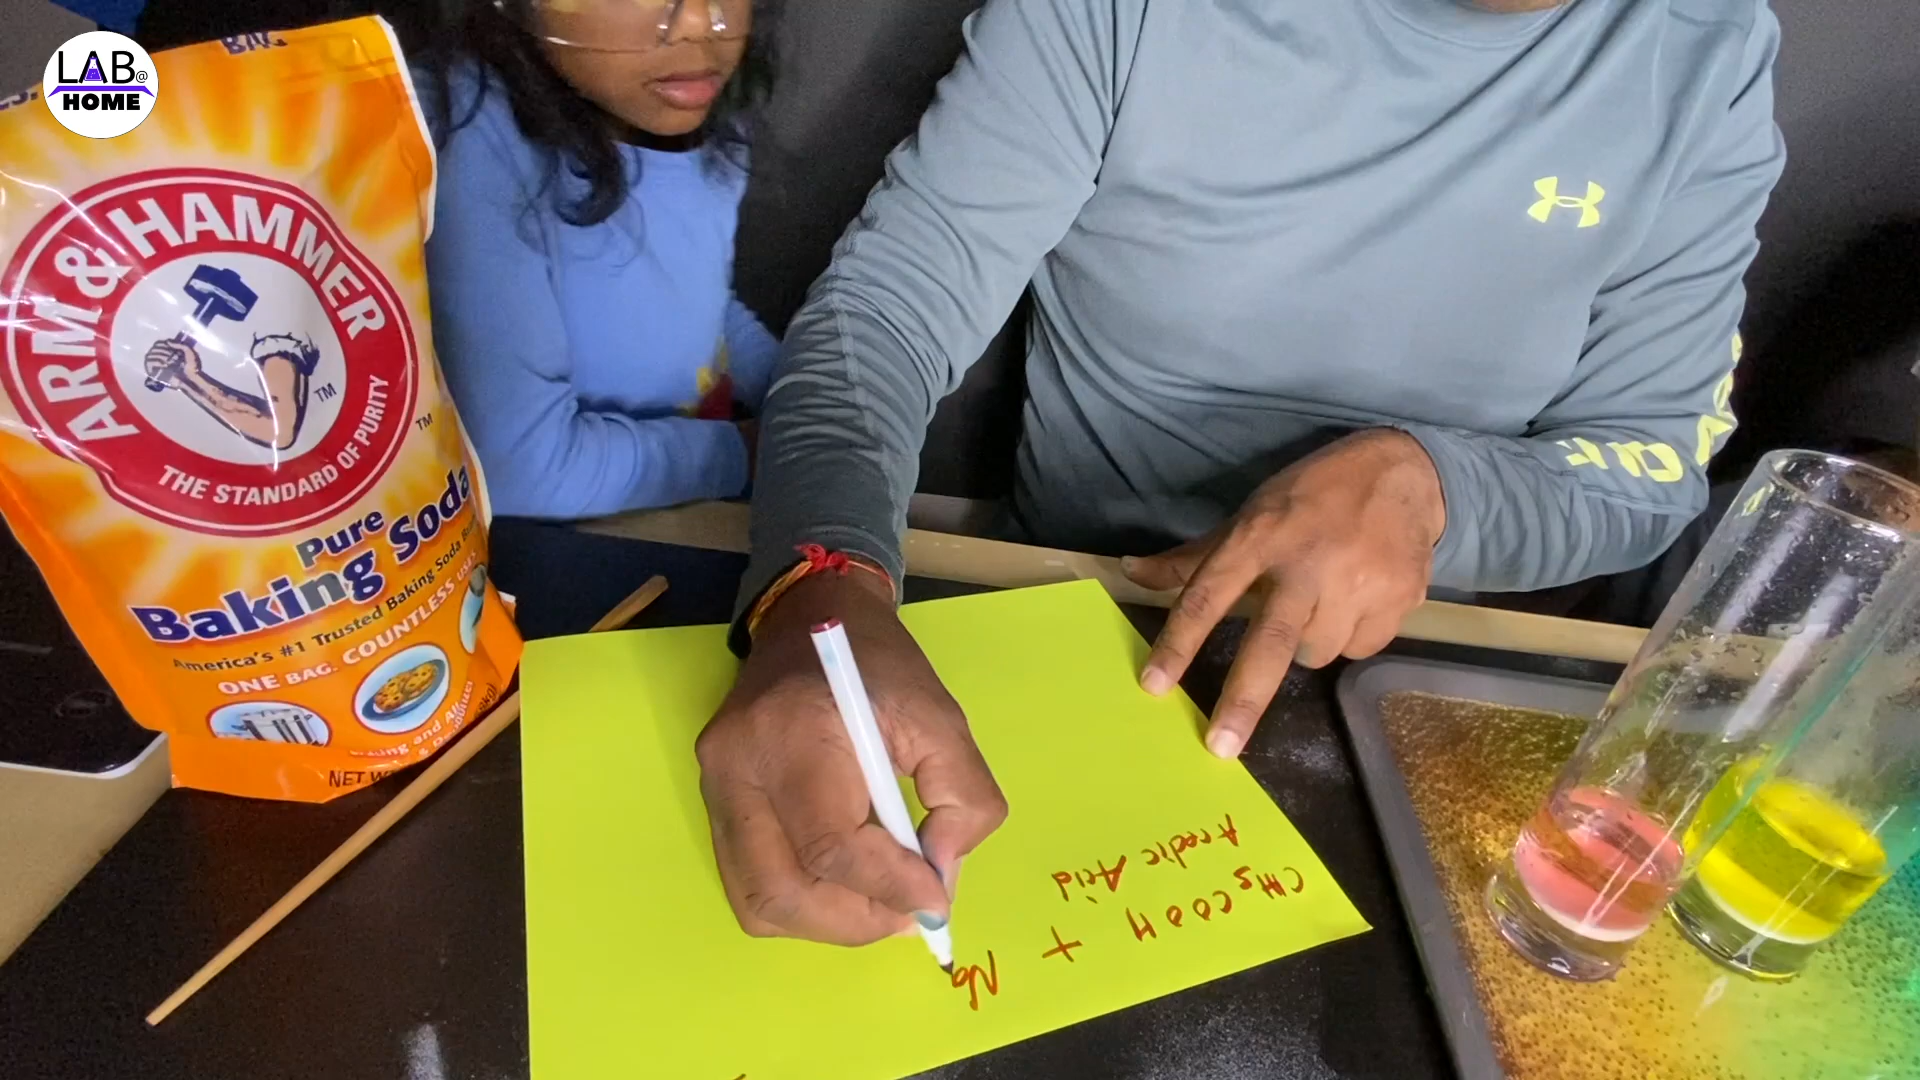 LAB@
HOME
ARM & HAMMER
TM
THE STANDARD OF PURITY
TM
Pure
Baking Soda
America's #1 Trusted Baking Soda
ONE BAG. COUNTLESS USES
NET W
Acedic Acid
CH3COOH + Na